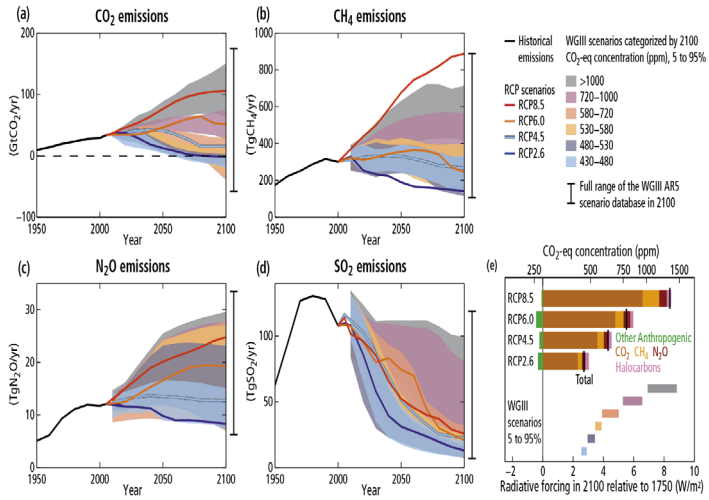 (a)
CO2 emissions
(GtCO2/yr)
200
100
0
−100
1950
2000
2050
2100
Year
(b)
CH4 emissions
(TgCH4/yr)
1000
800
600
400
200
0
1950
2000
2050
2100
Year
Historical
emissions
RCP scenarios
RCP8.5
RCP6.0
RCP4.5
RCP2.6
WGIII scenarios categorized by 2100
CO2-eq concentration (ppm), 5 to 95%
>1000
720−1000
580−720
530−580
480−530
430−480
Full range of the WGIII AR5
scenario database in 2100
(c)
N2O emissions
(TgN2O/yr)
30
20
10
0
1950
2000
2050
2100
Year
(d)
SO2 emissions
(TgSO2/yr)
100
50
0
1950
2000
2050
2100
Year
(e)
CO2-eq concentration (ppm)
250
500
750
1000
1500
RCP8.5
RCP6.0
RCP4.5
RCP2.6
Other Anthropogenic
CO2 CH4 N2O
Halocarbons
Total
WGIII
scenarios
5 to 95%
−2
0
2
4
6
8
10
Radiative forcing in 2100 relative to 1750 (W/m2)